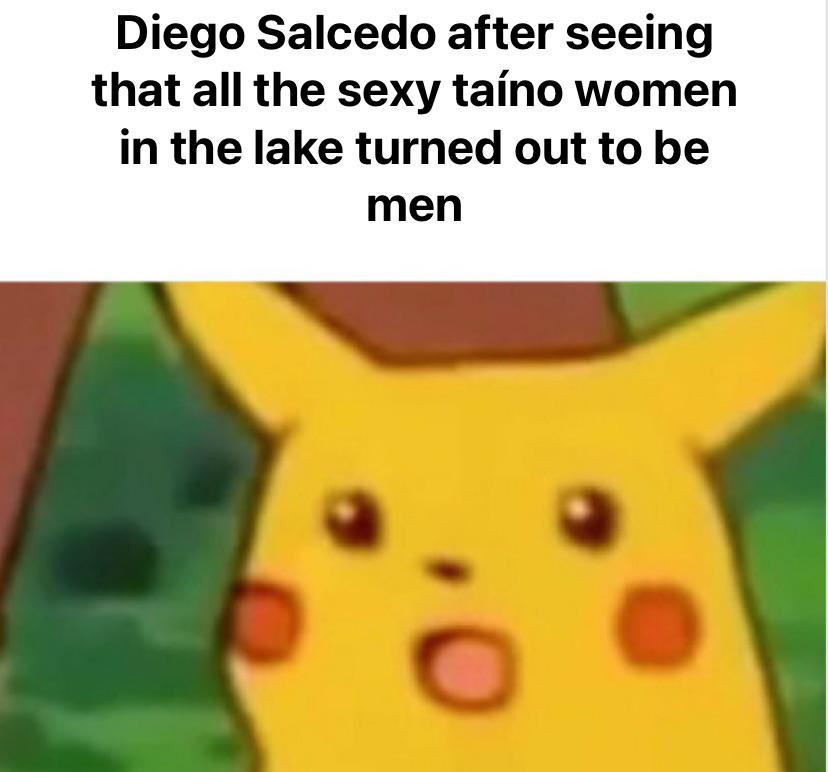 Diego Salcedo after seeing
that all the sexy taíno women
in the lake turned out to be
men